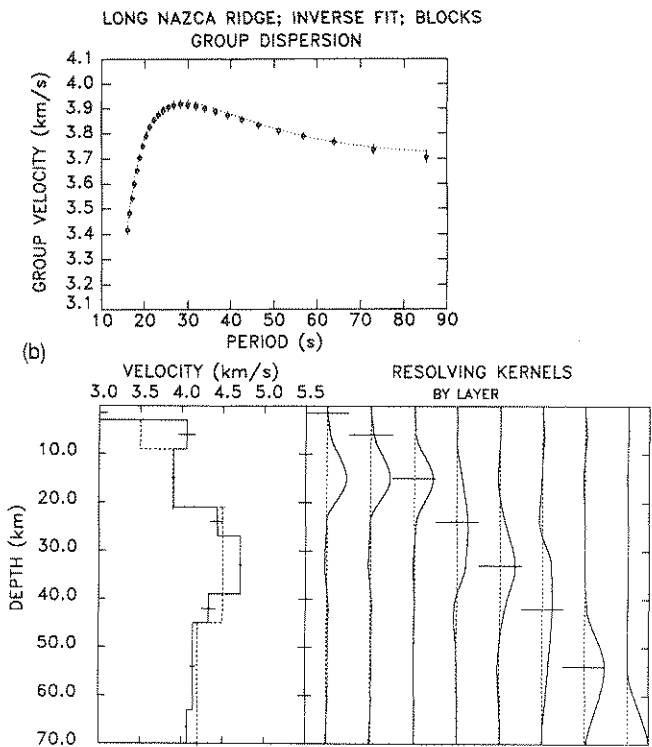 LONG NAZCA RIDGE; INVERSE FIT; BLOCKS
GROUP DISPERSION
4.1
4.0
3.9
3.8
3.7
3.6
3.5
3.4
3.3
3.2
3.1
GROUP VELOCITY (km/s)
10 20 30 40 50 60 70 80 90
PERIOD (s)
(b)
VELOCITY (km/s)
3.0 3.5 4.0 4.5 5.0 5.5
RESOLVING KERNELS
BY LAYER
10.0
20.0
30.0
40.0
50.0
60.0
70.0
DEPTH (km)